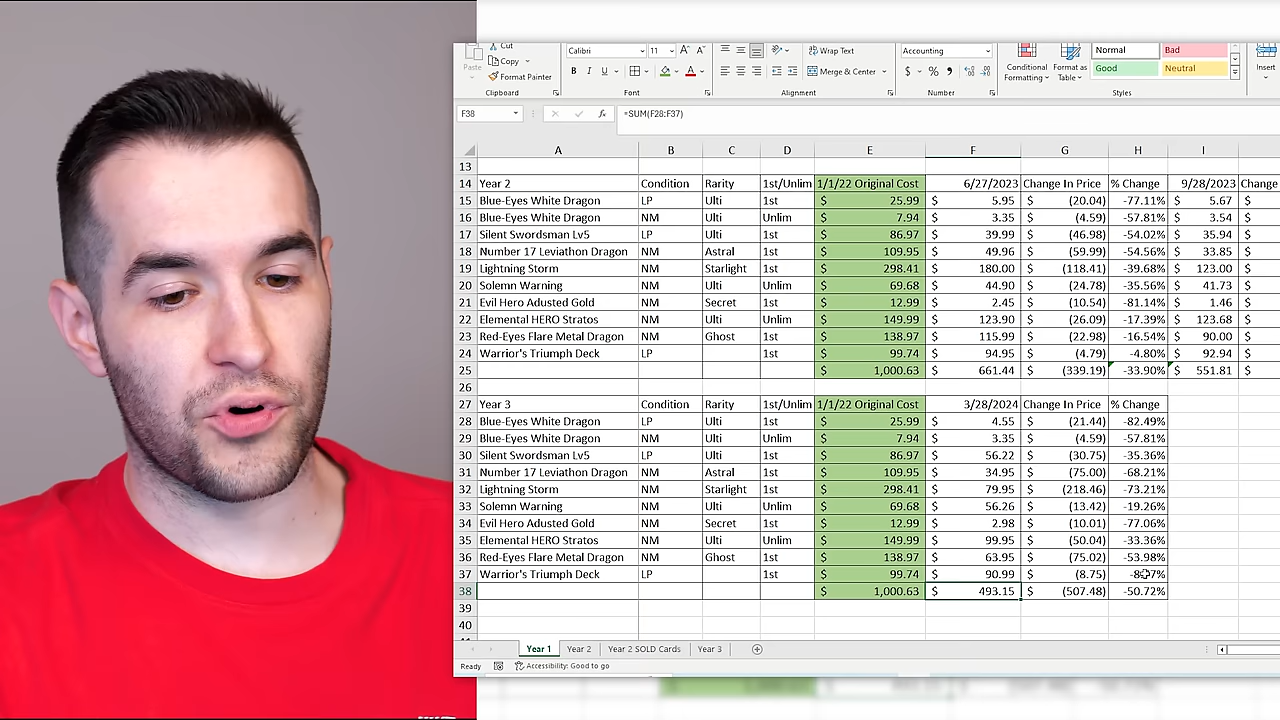 Cut
Copy
Paste
Format Painter
Clipboard
Calibri 11 A A
B I U A
Font
Wrap Text
Merge & Center
Alignment
Accounting
$ % ,
Number
Conditional Formatting
Format as Table
Normal Bad
Good Neutral
Styles
Insert
F38 fx =SUM(F28:F37)
A B C D E F G H I
13
14 Year 2 Condition Rarity 1st/Unlim 1/1/22 Original Cost 6/27/2023 Change In Price % Change 9/28/2023 Change
15 Blue-Eyes White Dragon LP Ulti 1st $ 25.99 $ 5.95 $ (20.04) -77.11% $ 5.67 $
16 Blue-Eyes White Dragon NM Ulti Unlim $ 7.94 $ 3.35 $ (4.59) -57.81% $ 3.54 $
17 Silent Swordsman Lv5 LP Ulti 1st $ 86.97 $ 39.99 $ (46.98) -54.02% $ 35.94 $
18 Number 17 Leviathon Dragon NM Astral 1st $ 109.95 $ 49.96 $ (59.99) -54.56% $ 33.85 $
19 Lightning Storm NM Starlight 1st $ 298.41 $ 180.00 $ (118.41) -39.68% $ 123.00 $
20 Solemn Warning NM Ulti Unlim $ 69.68 $ 44.90 $ (24.78) -35.56% $ 41.73 $
21 Evil Hero Adusted Gold NM Secret 1st $ 12.99 $ 2.45 $ (10.54) -81.14% $ 1.46 $
22 Elemental HERO Stratos NM Ulti Unlim $ 149.99 $ 123.90 $ (26.09) -17.39% $ 123.68 $
23 Red-Eyes Flare Metal Dragon NM Ghost 1st $ 138.97 $ 115.99 $ (22.98) -16.54% $ 90.00 $
24 Warrior's Triumph Deck LP 1st $ 99.74 $ 94.95 $ (4.79) -4.80% $ 92.94 $
25 $ 1,000.63 $ 661.44 $ (339.19) -33.90% $ 551.81 $
26
27 Year 3 Condition Rarity 1st/Unlim 1/1/22 Original Cost 3/28/2024 Change In Price % Change
28 Blue-Eyes White Dragon LP Ulti 1st $ 25.99 $ 4.55 $ (21.44) -82.49%
29 Blue-Eyes White Dragon NM Ulti Unlim $ 7.94 $ 3.35 $ (4.59) -57.81%
30 Silent Swordsman Lv5 LP Ulti 1st $ 86.97 $ 56.22 $ (30.75) -35.36%
31 Number 17 Leviathon Dragon NM Astral 1st $ 109.95 $ 34.95 $ (75.00) -68.21%
32 Lightning Storm NM Starlight 1st $ 298.41 $ 79.95 $ (218.46) -73.21%
33 Solemn Warning NM Ulti Unlim $ 69.68 $ 56.26 $ (13.42) -19.26%
34 Evil Hero Adusted Gold NM Secret 1st $ 12.99 $ 2.98 $ (10.01) -77.06%
35 Elemental HERO Stratos NM Ulti Unlim $ 149.99 $ 99.95 $ (50.04) -33.36%
36 Red-Eyes Flare Metal Dragon NM Ghost 1st $ 138.97 $ 63.95 $ (75.02) -53.98%
37 Warrior's Triumph Deck LP 1st $ 99.74 $ 90.99 $ (8.75)
38 $ 1,000.63 $ 493.15 $ (507.48) -50.72%
39
40
Year 1 Year 2 Year 2 SOLD Cards Year 3
Ready Accessibility: Good to go